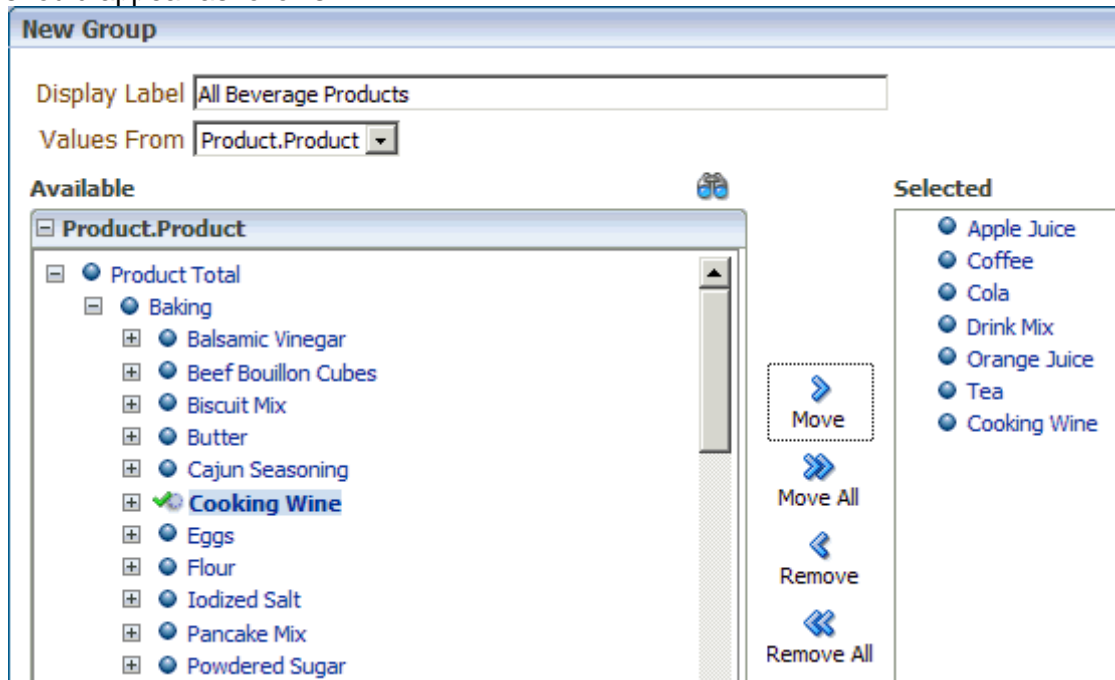 New Group
Display Label All Beverage Products
Values From Product.Product
Available
Product.Product
Product Total
Baking
Balsamic Vinegar
Beef Bouillon Cubes
Biscuit Mix
Butter
Cajun Seasoning
Cooking Wine
Eggs
Flour
Iodized Salt
Pancake Mix
Powdered Sugar
Move
Move All
Remove
Remove All
Selected
Apple Juice
Coffee
Cola
Drink Mix
Orange Juice
Tea
Cooking Wine